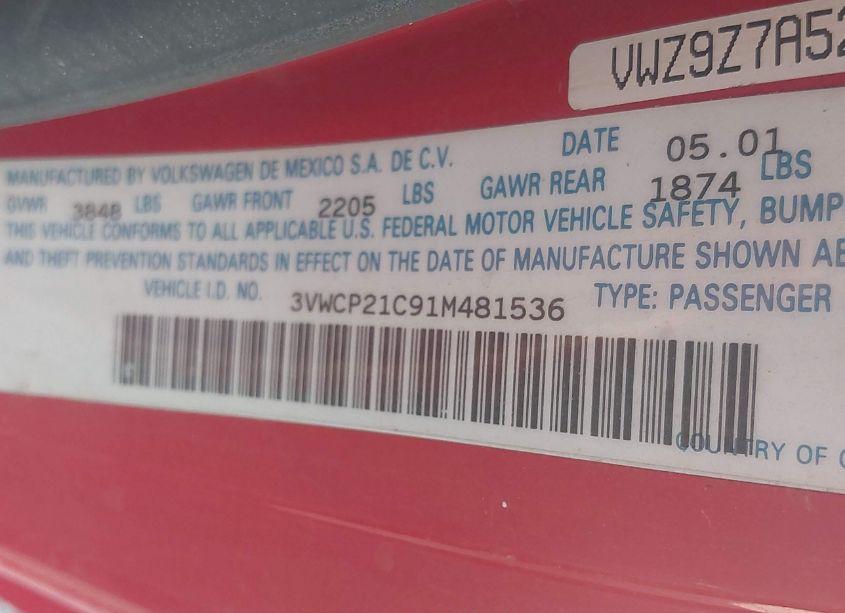 VWZ9Z7A52
MANUFACTURED BY VOLKSWAGEN DE MEXICO S.A. DE C.V. DATE 05.01
GVWR 3848 LBS GAWR FRONT 2205 LBS GAWR REAR 1874 LBS
THIS VEHICLE CONFORMS TO ALL APPLICABLE U.S. FEDERAL MOTOR VEHICLE SAFETY, BUMP
AND THEFT PREVENTION STANDARDS IN EFFECT ON THE DATE OF MANUFACTURE SHOWN AB
VEHICLE I.D. NO. 3VWCP21C91M481536 TYPE: PASSENGER
COUNTRY OF